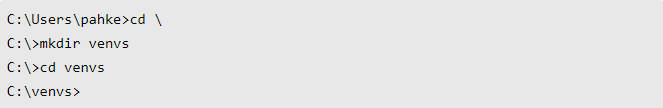 C:\Users\pahke>cd \
C:\>mkdir venvs
C:\>cd venvs
C:\venvs>